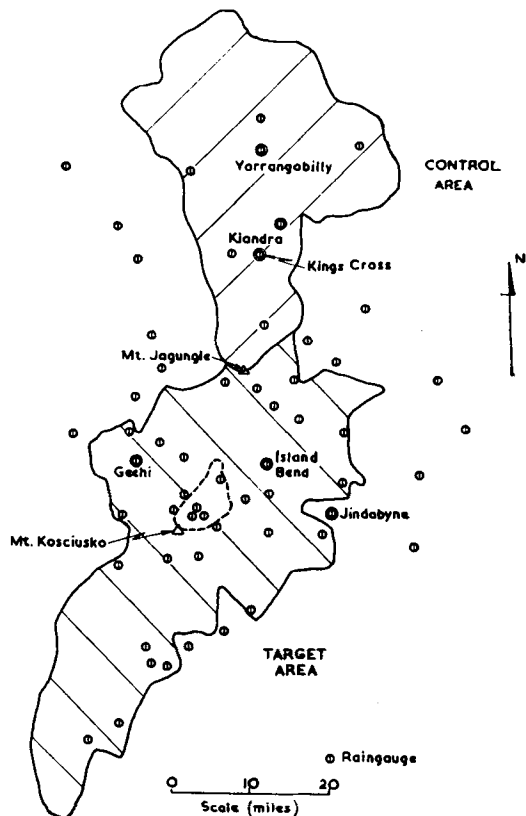 Yarrangobilly
CONTROL
AREA
Kiandra
Kings Cross
N
Mt. Jagungle
Gechi
Island
Bend
Jindabyne
Mt. Kosciusko
TARGET
AREA
Raingauge
0 10 20
Scale (miles)